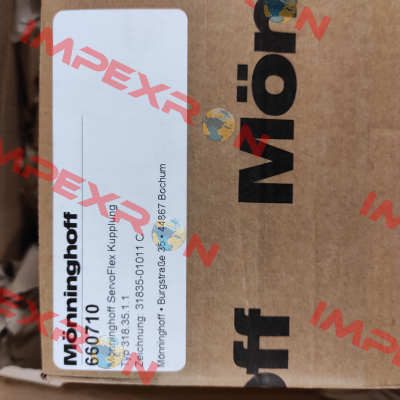 Mönninghoff
660710
Mönninghoff ServoFlex Kupplung
Typ 318.35.1.1
Zeichnung: 31835-01011 C
Mönninghoff • Burgstraße 35 • 44867 Bochum
Mön
off
IMPEXRON
IMPEXRON
IMPEXRON